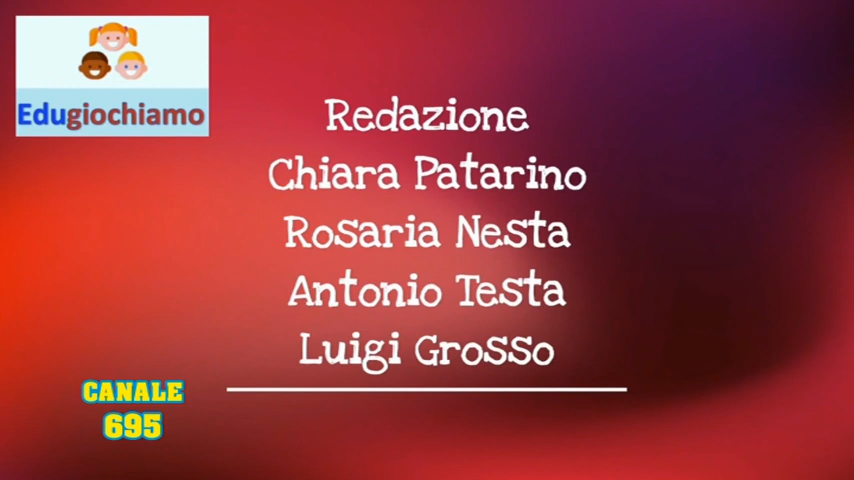 Edugiochiamo
Redazione
Chiara Patarino
Rosaria Nesta
Antonio Testa
Luigi Grosso
CANALE
695